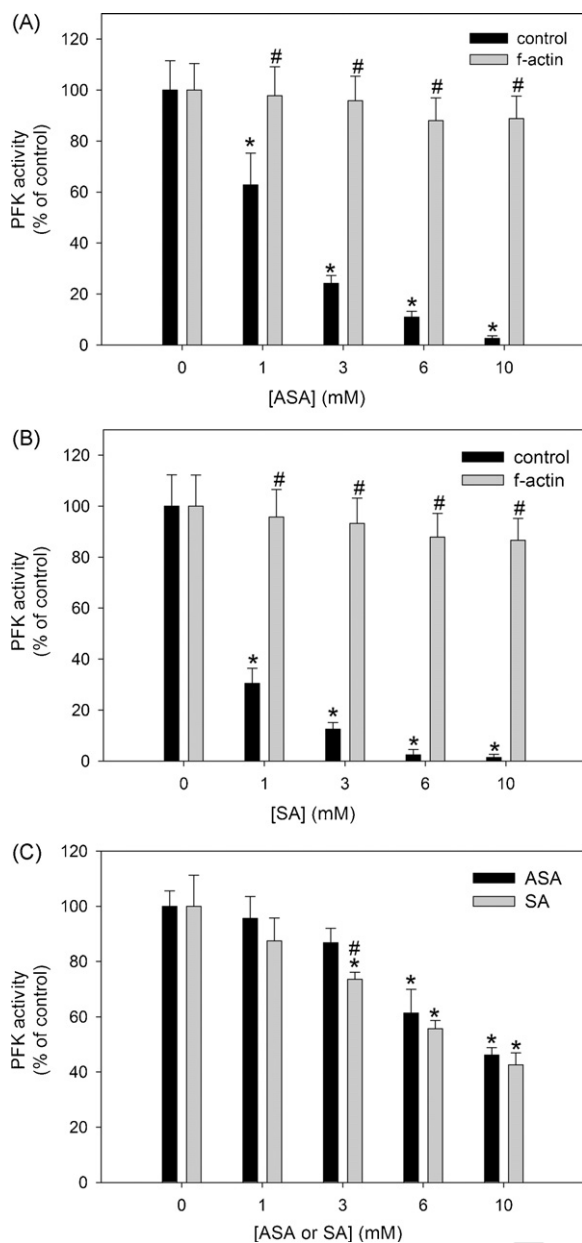 (A)
120
100
80
60
40
20
0
PFK activity
(% of control)
control
f-actin
* # * # * # * #
0 1 3 6 10
[ASA] (mM)
(B)
120
100
80
60
40
20
0
PFK activity
(% of control)
control
f-actin
* # * # * # * #
0 1 3 6 10
[SA] (mM)
(C)
120
100
80
60
40
20
0
PFK activity
(% of control)
ASA
SA
#
* * * * *
0 1 3 6 10
[ASA or SA] (mM)